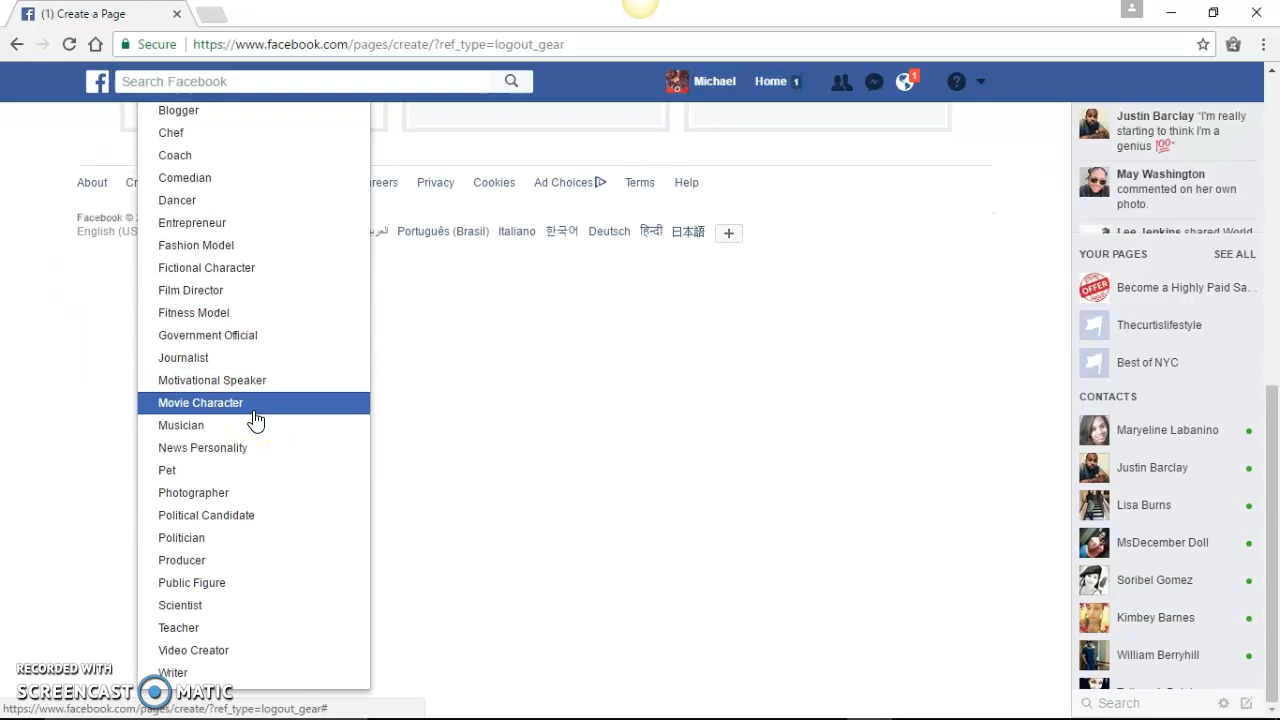 (1) Create a Page
Secure
https://www.facebook.com/pages/create/?ref_type=logout_gear
Search Facebook
Michael
Home 1
1
Blogger
Chef
Coach
Comedian
Dancer
Entrepreneur
Fashion Model
Fictional Character
Film Director
Fitness Model
Government Official
Journalist
Motivational Speaker
Movie Character
Musician
News Personality
Pet
Photographer
Political Candidate
Politician
Producer
Public Figure
Scientist
Teacher
Video Creator
Writer
About Privacy Cookies Ad Choices Terms Help
Facebook ©
English (US Português (Brasil) Italiano 한국어 Deutsch हिन्दी 日本語
Justin Barclay "I'm really
starting to think I'm a
genius 💯"
May Washington
commented on her own
photo.
Lee Jenkins shared World
YOUR PAGES SEE ALL
OFFER
Become a Highly Paid Sa...
Thecurtislifestyle
Best of NYC
CONTACTS
Maryeline Labanino
Justin Barclay
Lisa Burns
MsDecember Doll
Soribel Gomez
Kimbey Barnes
William Berryhill
Search
RECORDED WITH
SCREENCAST MATIC
https://www.facebook.com/pages/create/?ref_type=logout_gear#